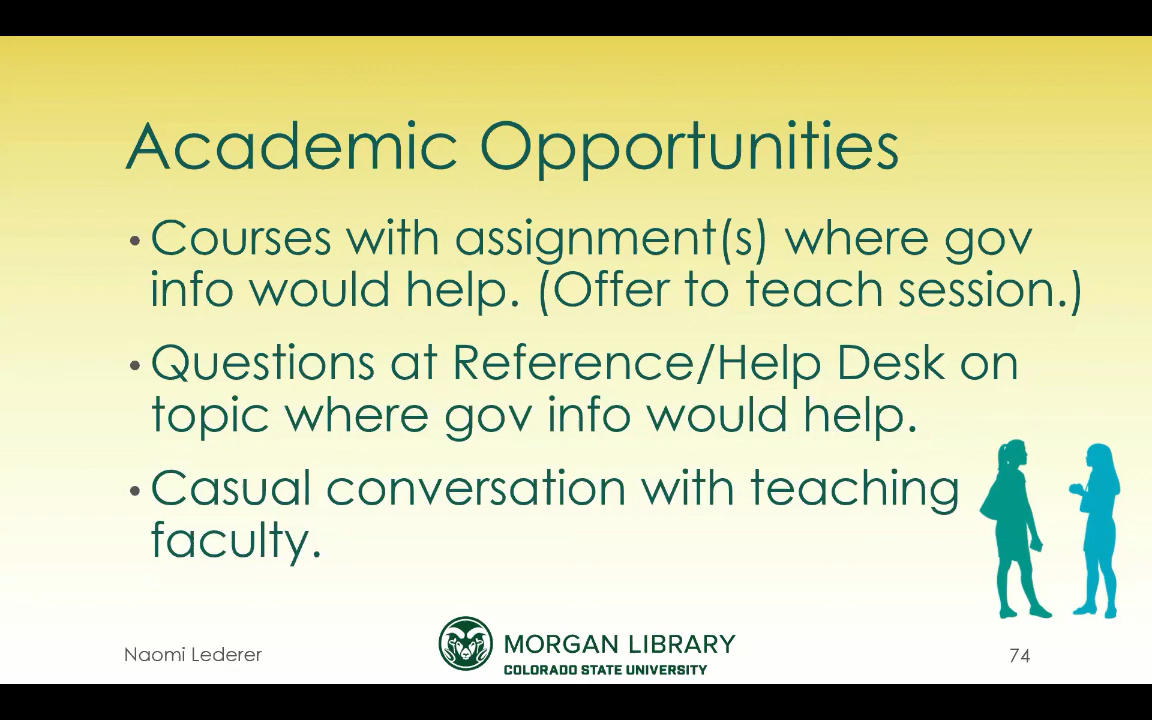 Academic Opportunities
• Courses with assignment(s) where gov
info would help. (Offer to teach session.)
• Questions at Reference/Help Desk on
topic where gov info would help.
• Casual conversation with teaching
faculty.
Naomi Lederer
MORGAN LIBRARY
COLORADO STATE UNIVERSITY
74